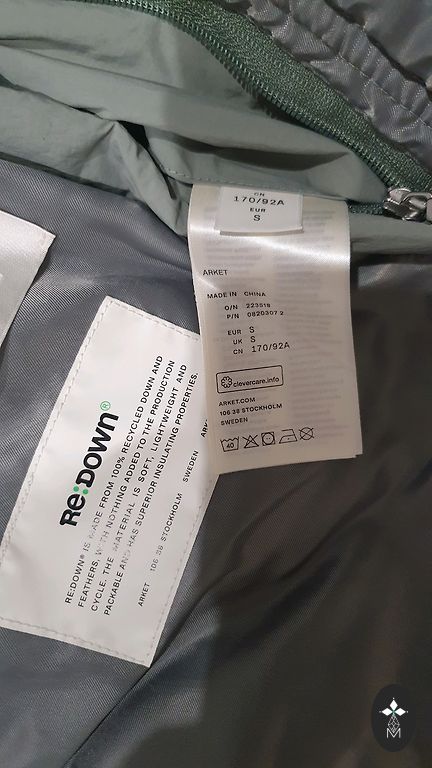 CN
170/92A
EUR
S
ARKET
MADE IN CHINA
O/N 223519
P/N 0820307 2
EUR S
UK S
CN 170/92A
clevercare.info
ARKET.COM
106 38 STOCKHOLM
SWEDEN
40
RE:DOWN®
RE:DOWN® IS MADE FROM 100% RECYCLED DOWN AND
FEATHERS, WITH NOTHING ADDED TO THE PRODUCTION
CYCLE. THE MATERIAL IS SOFT, LIGHTWEIGHT AND
PACKABLE AND HAS SUPERIOR INSULATING PROPERTIES.
ARKET 106 38 STOCKHOLM SWEDEN
M